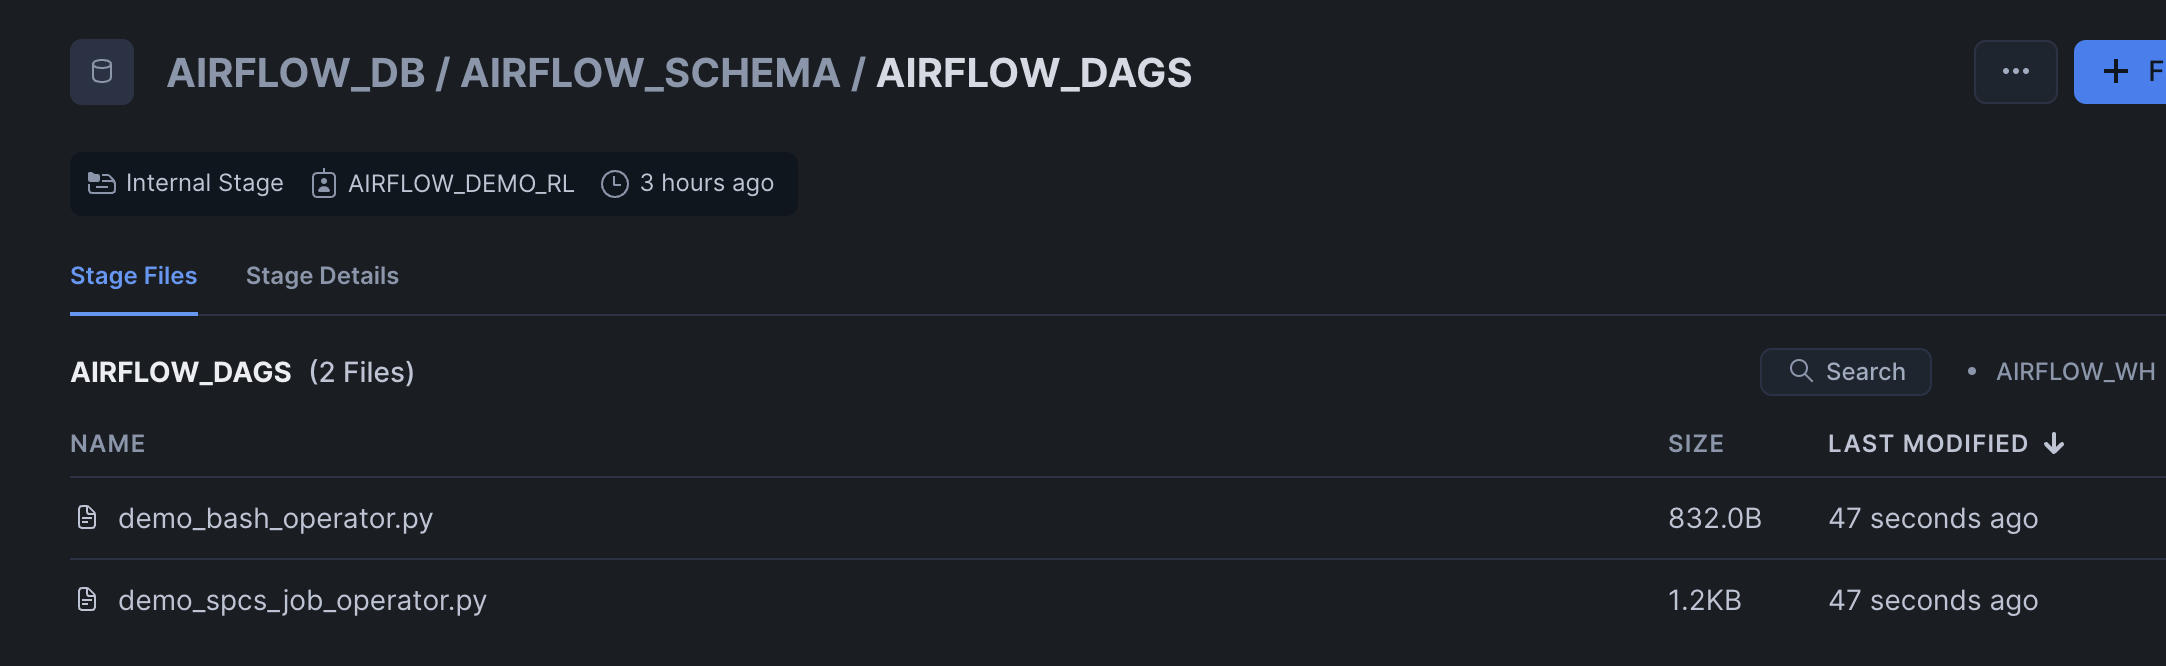 AIRFLOW_DB / AIRFLOW_SCHEMA / AIRFLOW_DAGS
+ F
Internal Stage AIRFLOW_DEMO_RL 3 hours ago
Stage Files Stage Details
AIRFLOW_DAGS (2 Files) Search • AIRFLOW_WH
NAME SIZE LAST MODIFIED ↓
demo_bash_operator.py 832.0B 47 seconds ago
demo_spcs_job_operator.py 1.2KB 47 seconds ago